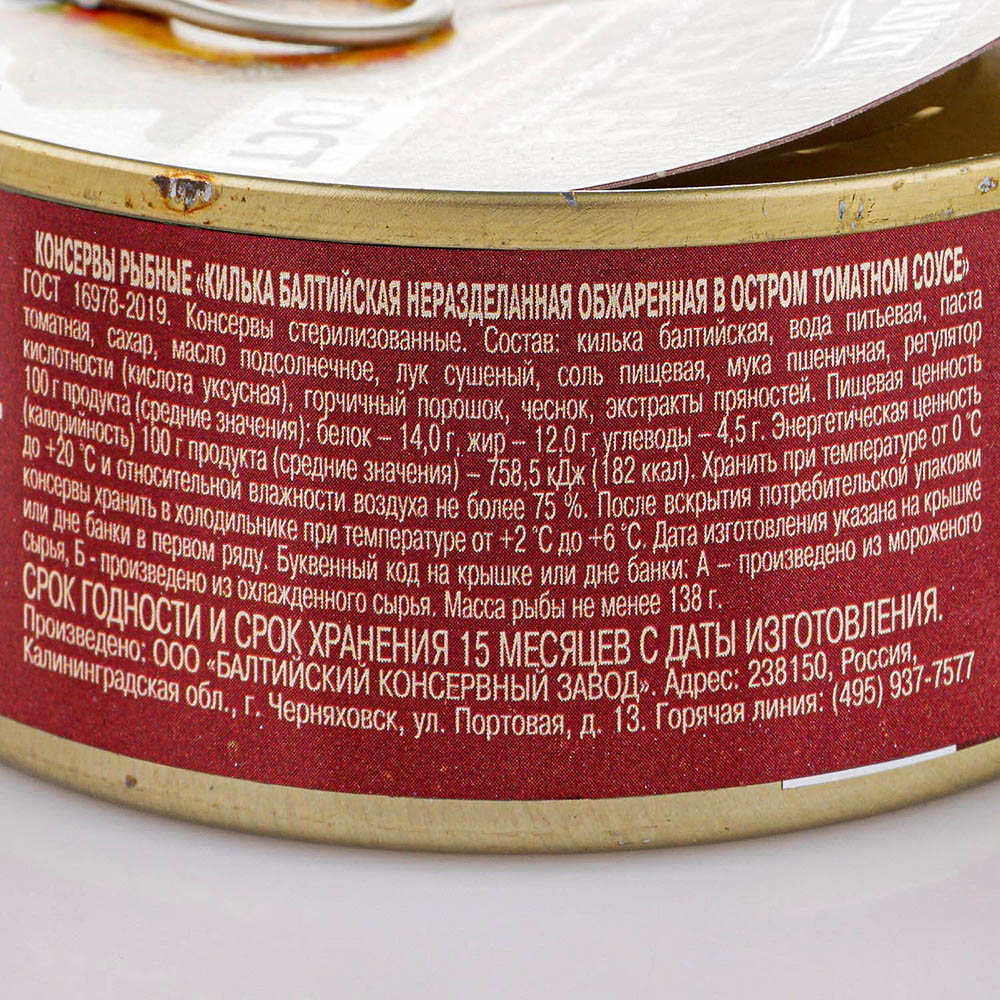 ГОСТ
КОНСЕРВЫ РЫБНЫЕ «КИЛЬКА БАЛТИЙСКАЯ НЕРАЗДЕЛАННАЯ ОБЖАРЕННАЯ В ОСТРОМ ТОМАТНОМ СОУСЕ»
ГОСТ 16978-2019. Консервы стерилизованные. Состав: килька балтийская, вода питьевая, паста
томатная, сахар, масло подсолнечное, лук сушеный, соль пищевая, мука пшеничная, регулятор
кислотности (кислота уксусная), горчичный порошок, чеснок, экстракты пряностей. Пищевая ценность
100 г продукта (средние значения): белок – 14,0 г, жир – 12,0 г, углеводы – 4,5 г. Энергетическая ценность
(калорийность) 100 г продукта (средние значения) – 758,5 кДж (182 ккал). Хранить при температуре от 0 °С
до +20 °С и относительной влажности воздуха не более 75 %. После вскрытия потребительской упаковки
консервы хранить в холодильнике при температуре от +2 °С до +6 °С. Дата изготовления указана на крышке
или дне банки в первом ряду. Буквенный код на крышке или дне банки: А – произведено из мороженого
сырья, Б - произведено из охлажденного сырья. Масса рыбы не менее 138 г.
СРОК ГОДНОСТИ И СРОК ХРАНЕНИЯ 15 МЕСЯЦЕВ С ДАТЫ ИЗГОТОВЛЕНИЯ.
Произведено: ООО «БАЛТИЙСКИЙ КОНСЕРВНЫЙ ЗАВОД». Адрес: 238150, Россия,
Калининградская обл., г. Черняховск, ул. Портовая, д. 13. Горячая линия: (495) 937-7577